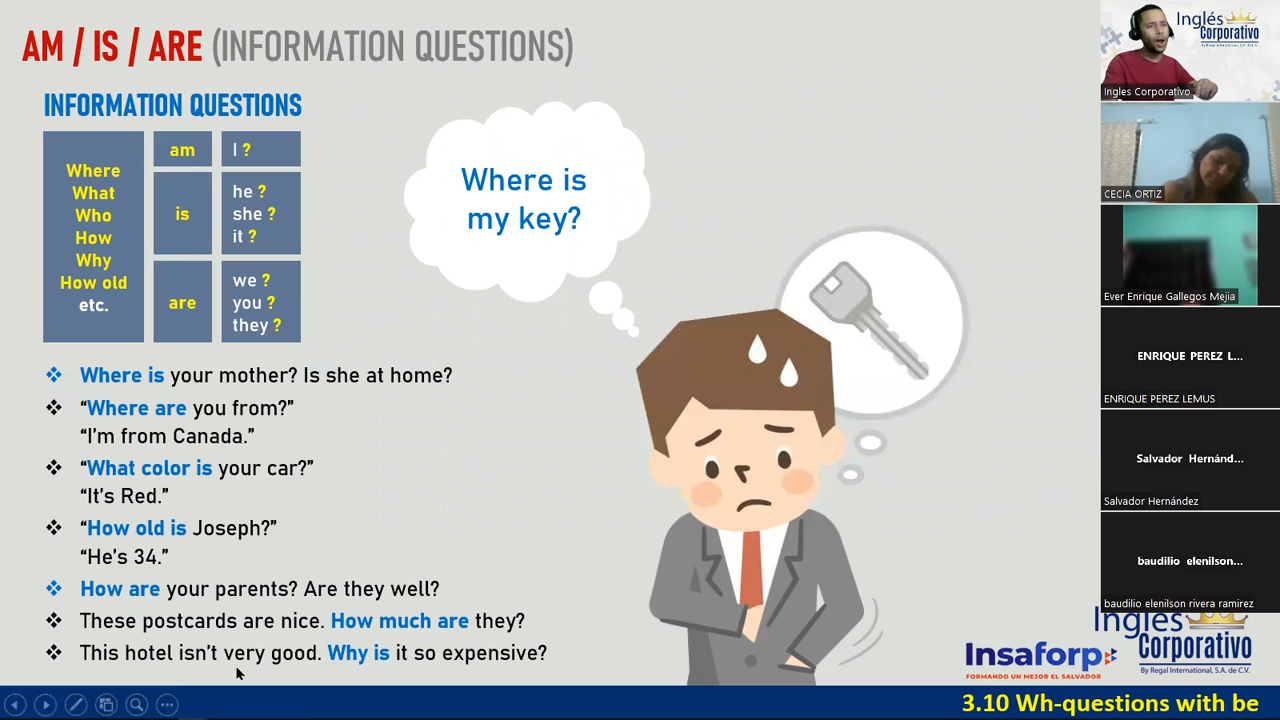 AM / IS / ARE (INFORMATION QUESTIONS)
INFORMATION QUESTIONS
Where
What
Who
How
Why
How old
etc.
am
I ?
is
he ?
she ?
it ?
are
we ?
you ?
they ?
Where is
my key?
Where is your mother? Is she at home?
“Where are you from?”
“I’m from Canada.”
“What color is your car?”
“It’s Red.”
“How old is Joseph?”
“He’s 34.”
How are your parents? Are they well?
These postcards are nice. How much are they?
This hotel isn’t very good. Why is it so expensive?
Inglés
Corporativo
Ingles Corporativo
CECIA ORTIZ
Ever Enrique Gallegos Mejia
ENRIQUE PEREZ L...
ENRIQUE PEREZ LEMUS
Salvador Hernánd...
Salvador Hernández
baudilio elenilson...
baudilio elenilson rivera ramirez
Inglés
Corporativo
By Regal International, S.A. de C.V.
Insaforp
FORMANDO UN MEJOR EL SALVADOR
3.10 Wh-questions with be